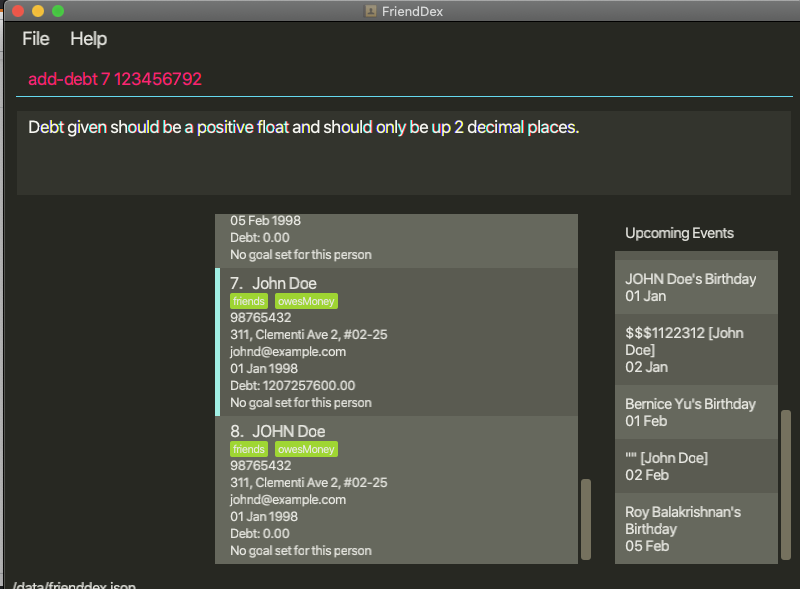 FriendDex
File Help
add-debt 7 123456792
Debt given should be a positive float and should only be up 2 decimal places.
05 Feb 1998
Debt: 0.00
No goal set for this person
7. John Doe
friends owesMoney
98765432
311, Clementi Ave 2, #02-25
johnd@example.com
01 Jan 1998
Debt: 1207257600.00
No goal set for this person
8. JOHN Doe
friends owesMoney
98765432
311, Clementi Ave 2, #02-25
johnd@example.com
01 Jan 1998
Debt: 0.00
No goal set for this person
Upcoming Events
JOHN Doe's Birthday
01 Jan
$$$1122312 [John
Doe]
02 Jan
Bernice Yu's Birthday
01 Feb
"" [John Doe]
02 Feb
Roy Balakrishnan's
Birthday
05 Feb
/data/frienddex.json